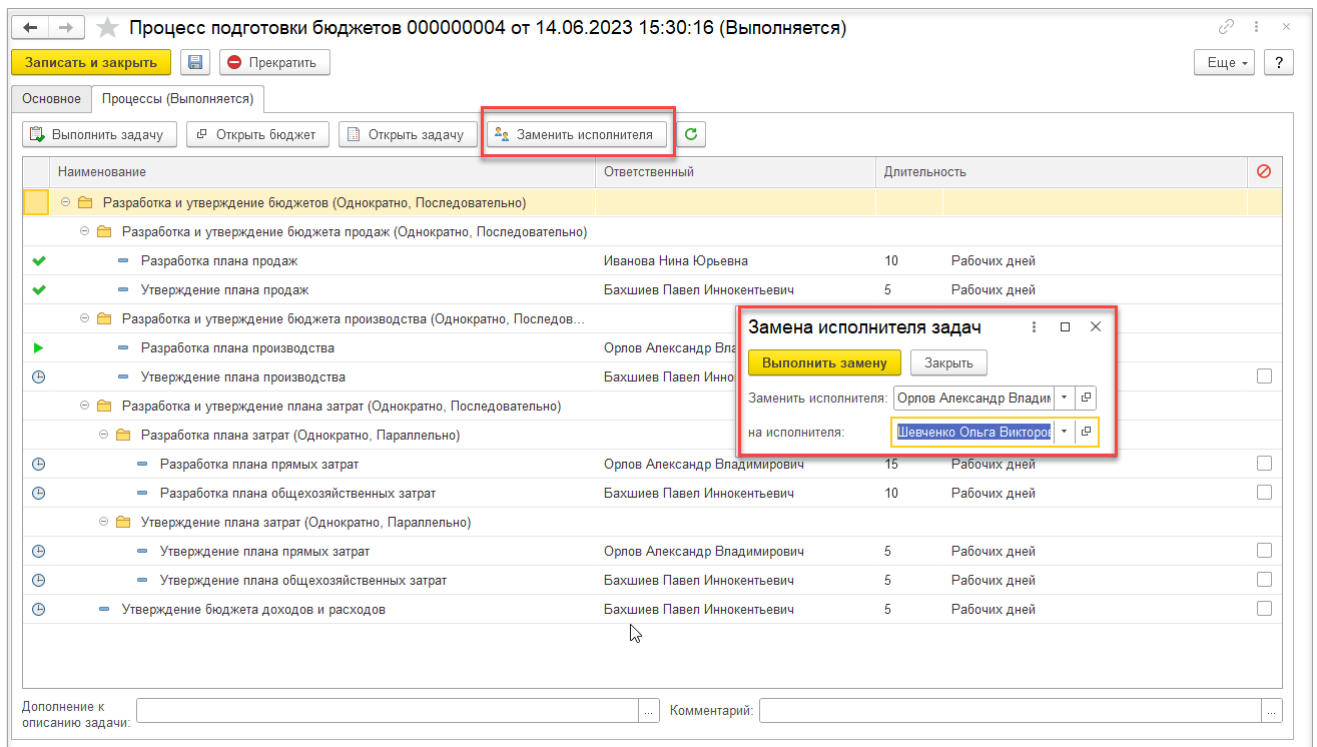 Процесс подготовки бюджетов 000000004 от 14.06.2023 15:30:16 (Выполняется)
Записать и закрыть Прекратить Еще ?
Основное Процессы (Выполняется)
Выполнить задачу Открыть бюджет Открыть задачу Заменить исполнителя
Наименование Ответственный Длительность
Разработка и утверждение бюджетов (Однократно, Последовательно)
Разработка и утверждение бюджета продаж (Однократно, Последовательно)
Разработка плана продаж Иванова Нина Юрьевна 10 Рабочих дней
Утверждение плана продаж Бахшиев Павел Иннокентьевич 5 Рабочих дней
Разработка и утверждение бюджета производства (Однократно, Последов...
Разработка плана производства Орлов Александр Вла
Утверждение плана производства Бахшиев Павел Инно
Разработка и утверждение плана затрат (Однократно, Последовательно)
Разработка плана затрат (Однократно, Параллельно)
Разработка плана прямых затрат Орлов Александр Владимирович 15 Рабочих дней
Разработка плана общехозяйственных затрат Бахшиев Павел Иннокентьевич 10 Рабочих дней
Утверждение плана затрат (Однократно, Параллельно)
Утверждение плана прямых затрат Орлов Александр Владимирович 5 Рабочих дней
Утверждение плана общехозяйственных затрат Бахшиев Павел Иннокентьевич 5 Рабочих дней
Утверждение бюджета доходов и расходов Бахшиев Павел Иннокентьевич 5 Рабочих дней
Замена исполнителя задач
Выполнить замену Закрыть
Заменить исполнителя: Орлов Александр Владим
на исполнителя: Шевченко Ольга Викторов
Дополнение к
описанию задачи: ... Комментарий: ...